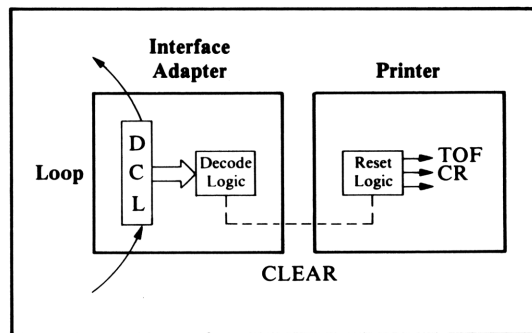 Interface
Adapter
Printer
Loop
D
C
L
Decode
Logic
Reset
Logic
TOF
CR
CLEAR